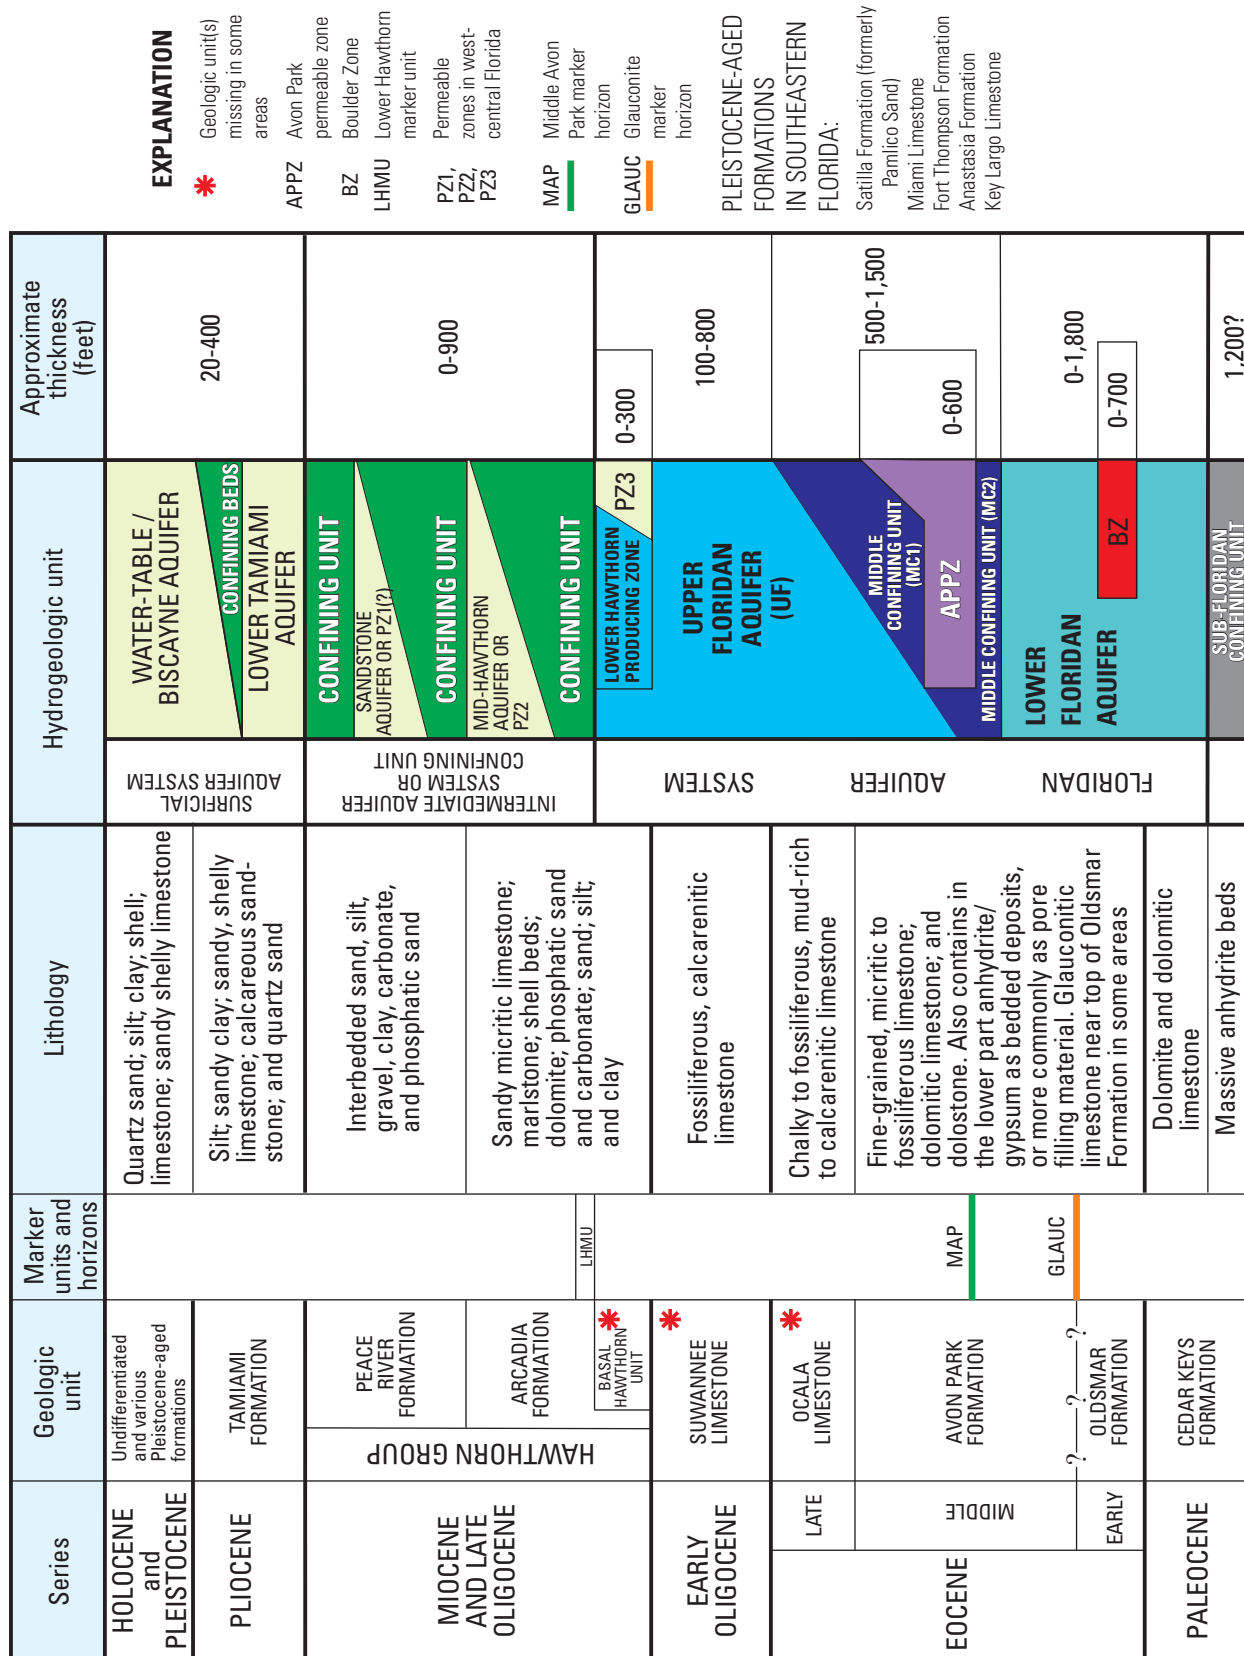 Series
Geologic
unit
Marker
units and
horizons
Lithology
Hydrogeologic unit
Approximate
thickness
(feet)
HOLOCENE
and
PLEISTOCENE
Undifferentiated
and various
Pleistocene-aged
formations
Quartz sand; silt; clay; shell;
limestone; sandy shelly limestone
SURFICIAL
AQUIFER SYSTEM
WATER-TABLE /
BISCAYNE AQUIFER
CONFINING BEDS
LOWER TAMIAMI
AQUIFER
20-400
PLIOCENE
TAMIAMI
FORMATION
Silt, sandy clay; sandy, shelly
limestone; calcareous sand-
stone; and quartz sand
MIOCENE
AND LATE
OLIGOCENE
HAWTHORN GROUP
PEACE
RIVER
FORMATION
Interbedded sand, silt,
gravel, clay, carbonate,
and phosphatic sand
INTERMEDIATE AQUIFER
SYSTEM OR
CONFINING UNIT
CONFINING UNIT
SANDSTONE
AQUIFER OR PZ1(?)
CONFINING UNIT
MID-HAWTHORN
AQUIFER OR
PZ2
CONFINING UNIT
0-900
ARCADIA
FORMATION
LHMU
Sandy micritic limestone;
marlstone; shell beds;
dolomite; phosphatic sand
and carbonate; sand; silt;
and clay
BASAL
HAWTHORN
UNIT
*
LOWER HAWTHORN
PRODUCING ZONE
PZ3
0-300
EARLY
OLIGOCENE
SUWANNEE
LIMESTONE
*
Fossiliferous, calcarenitic
limestone
FLORIDAN AQUIFER SYSTEM
UPPER
FLORIDAN
AQUIFER
(UF)
100-800
EOCENE
LATE
OCALA
LIMESTONE
*
Chalky to fossiliferous, mud-rich
to calcarenitic limestone
MIDDLE
CONFINING UNIT
(MC1)
500-1,500
MIDDLE
AVON PARK
FORMATION
MAP
Fine-grained, micritic to
fossiliferous limestone;
dolomitic limestone; and
dolostone. Also contains in
the lower part anhydrite/
gypsum as bedded deposits,
or more commonly as pore
filling material. Glauconitic
limestone near top of Oldsmar
Formation in some areas
APPZ
0-600
MIDDLE CONFINING UNIT (MC2)
? ? ?
GLAUC
EARLY
OLDSMAR
FORMATION
LOWER
FLORIDAN
AQUIFER
0-1,800
BZ
0-700
PALEOCENE
CEDAR KEYS
FORMATION
Dolomite and dolomitic
limestone
Massive anhydrite beds
SUB-FLORIDAN
CONFINING UNIT
1,200?
EXPLANATION
* Geologic unit(s)
missing in some
areas
APPZ Avon Park
permeable zone
BZ Boulder Zone
LHMU Lower Hawthorn
marker unit
PZ1, Permeable
PZ2, zones in west-
PZ3 central Florida
MAP Middle Avon
Park marker
horizon
GLAUC Glauconite
marker
horizon
PLEISTOCENE-AGED
FORMATIONS
IN SOUTHEASTERN
FLORIDA:
Satilla Formation (formerly
Pamlico Sand)
Miami Limestone
Fort Thompson Formation
Anastasia Formation
Key Largo Limestone